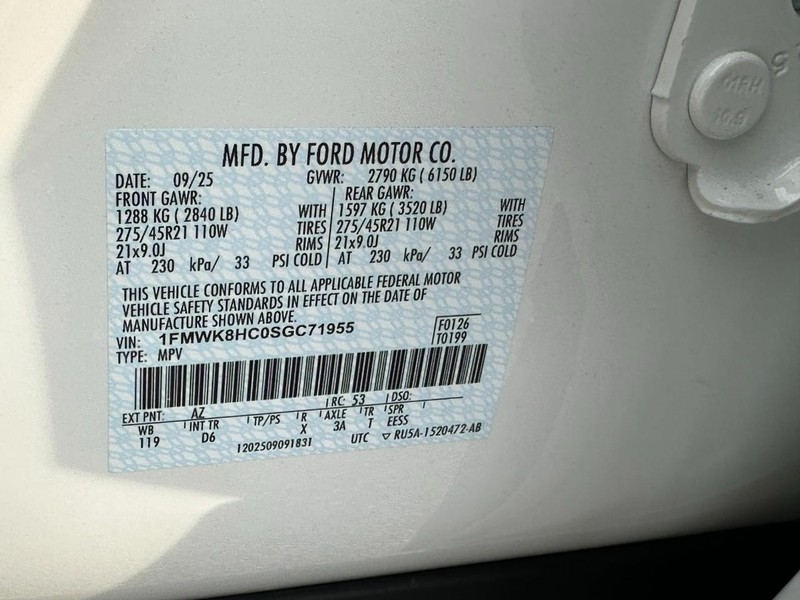 MFD. BY FORD MOTOR CO.
DATE: 09/25 GVWR: 2790 KG ( 6150 LB)
FRONT GAWR: REAR GAWR:
1288 KG ( 2840 LB) WITH 1597 KG ( 3520 LB) WITH
275/45R21 110W TIRES 275/45R21 110W TIRES
21x9.0J RIMS 21x9.0J RIMS
AT 230 kPa/ 33 PSI COLD AT 230 kPa/ 33 PSI COLD
THIS VEHICLE CONFORMS TO ALL APPLICABLE FEDERAL MOTOR
VEHICLE SAFETY STANDARDS IN EFFECT ON THE DATE OF
MANUFACTURE SHOWN ABOVE.
VIN: 1FMWK8HC0SGC71955 F0126
TYPE: MPV T0199
EXT PNT: AZ RC: 53 DSO:
WB INT TR TP/PS R AXLE TR SPR
119 D6 X 3A T EESS
1202509091831 UTC RU5A-1520472-AB
10.9